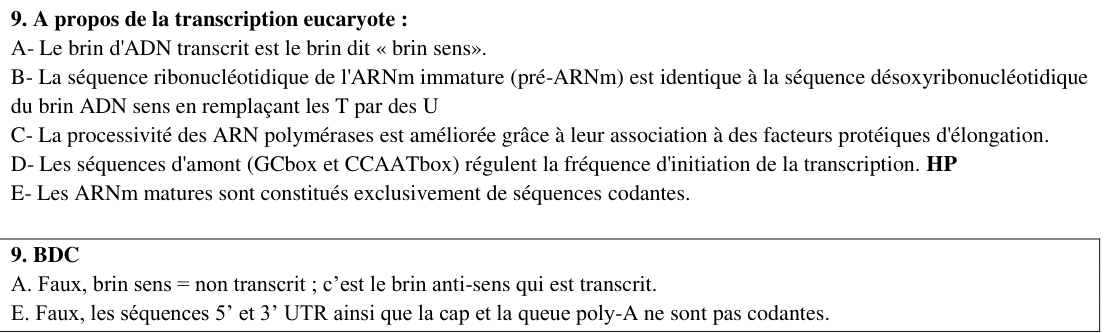 9. A propos de la transcription eucaryote :
A- Le brin d'ADN transcrit est le brin dit « brin sens».
B- La séquence ribonucléotidique de l'ARNm immature (pré-ARNm) est identique à la séquence désoxyribonucléotidique
du brin ADN sens en remplaçant les T par des U
C- La processivité des ARN polymérases est améliorée grâce à leur association à des facteurs protéiques d'élongation.
D- Les séquences d'amont (GCbox et CCAATbox) régulent la fréquence d'initiation de la transcription. HP
E- Les ARNm matures sont constitués exclusivement de séquences codantes.
9. BDC
A. Faux, brin sens = non transcrit ; c’est le brin anti-sens qui est transcrit.
E. Faux, les séquences 5’ et 3’ UTR ainsi que la cap et la queue poly-A ne sont pas codantes.